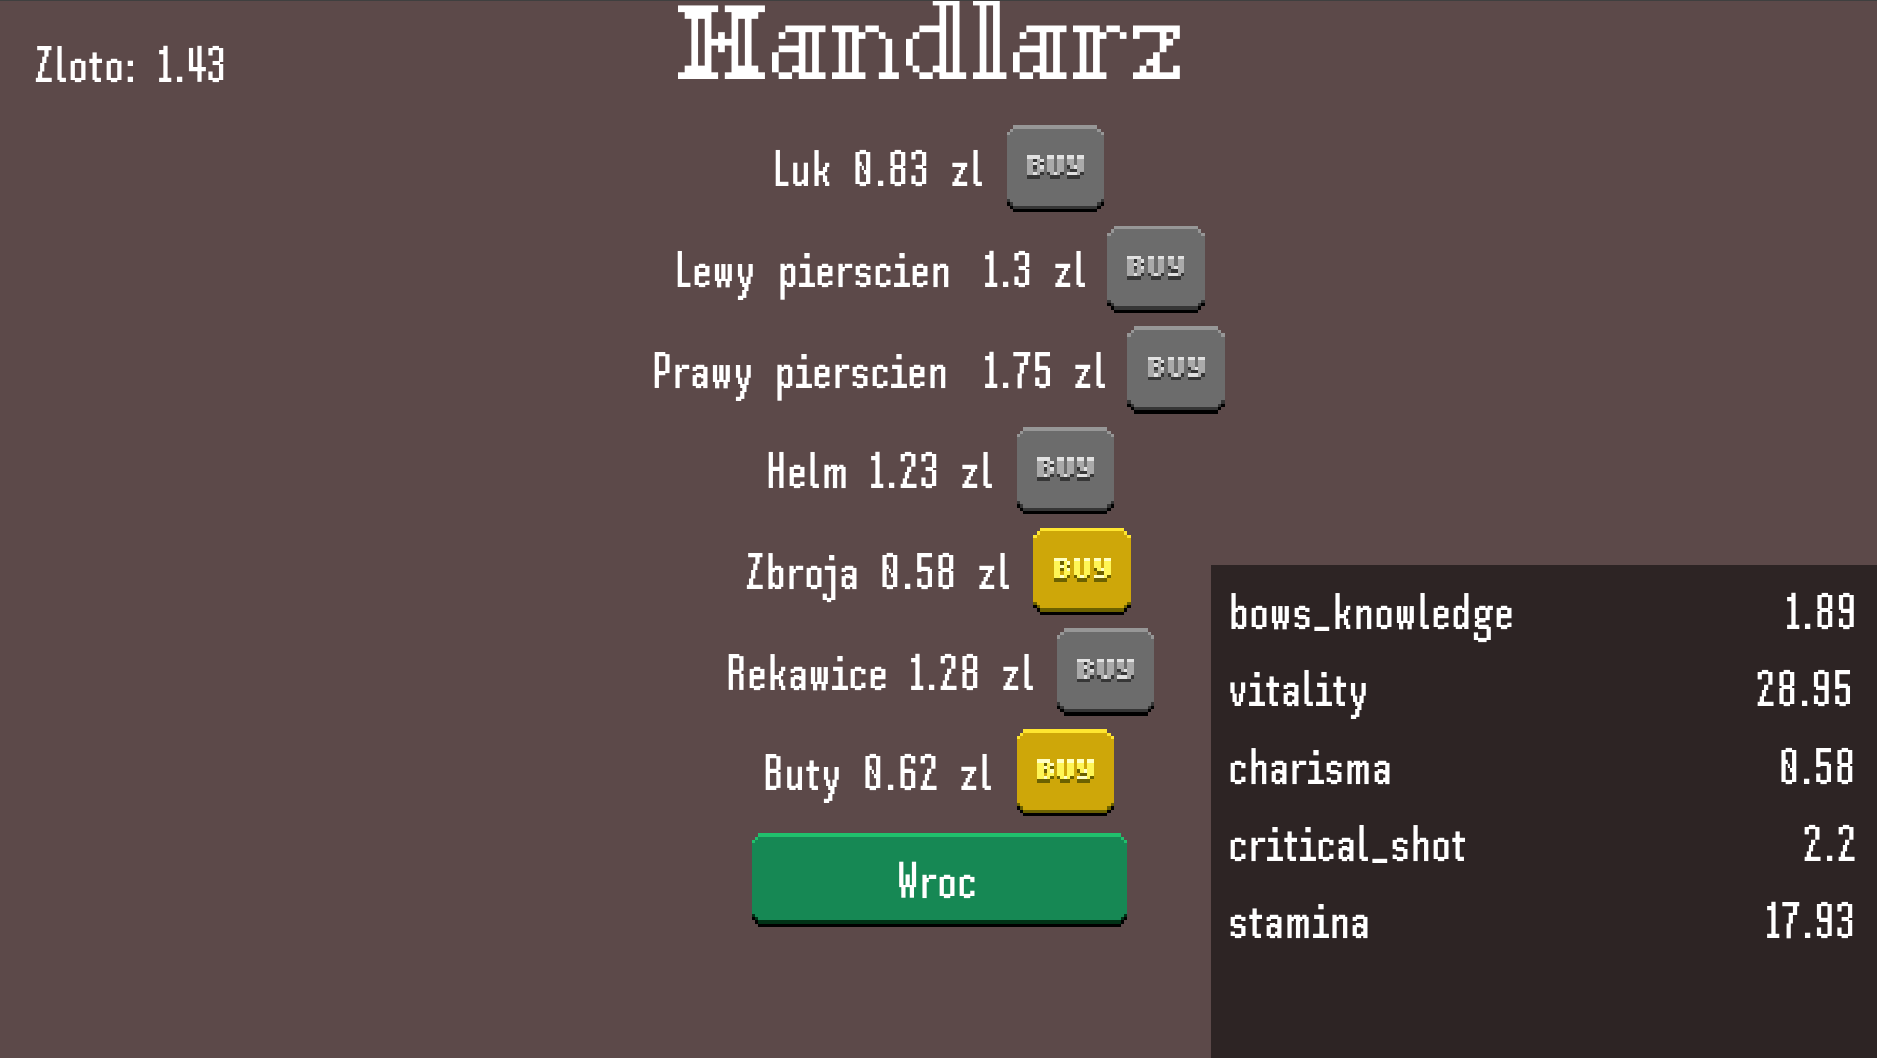 Handlarz
Zloto: 1.43
Luk 0.83 zl BUY
Lewy pierscien 1.3 zl BUY
Prawy pierscien 1.75 zl BUY
Helm 1.23 zl BUY
Zbroja 0.58 zl BUY
Rekawice 1.28 zl BUY
Buty 0.62 zl BUY
Wroc
bows_knowledge 1.89
vitality 28.95
charisma 0.58
critical_shot 2.2
stamina 17.93